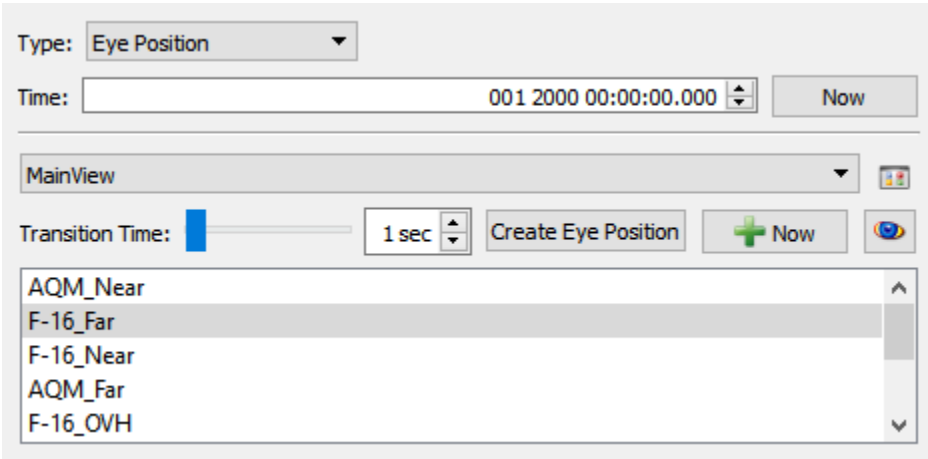 Type: Eye Position
Time: 001 2000 00:00:00.000 Now
MainView
Transition Time: 1 sec Create Eye Position Now
AQM_Near
F-16_Far
F-16_Near
AQM_Far
F-16_OVH